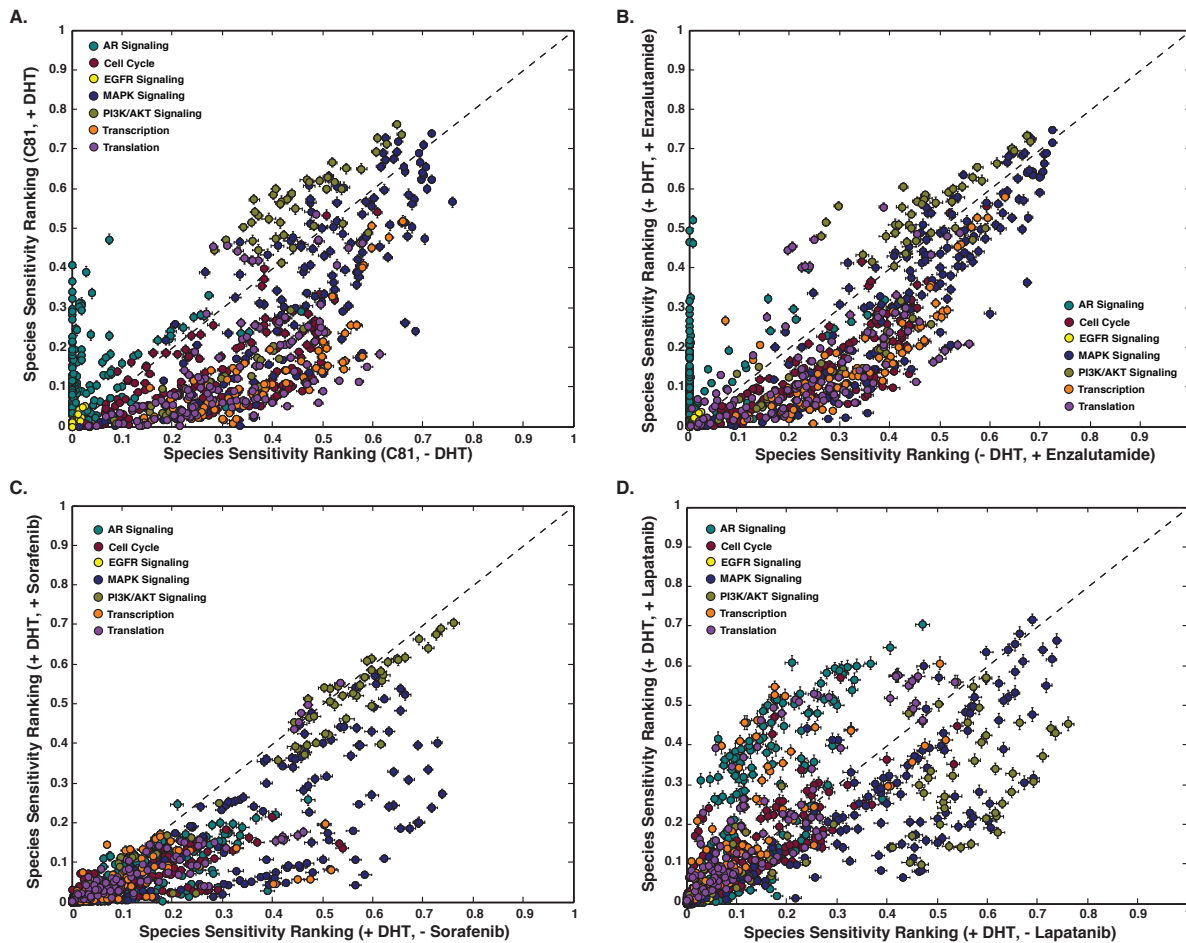 A.
1
0.9
0.8
0.7
0.6
0.5
0.4
0.3
0.2
0.1
0
Species Sensitivity Ranking (C81, + DHT)
AR Signaling
Cell Cycle
EGFR Signaling
MAPK Signaling
PI3K/AKT Signaling
Transcription
Translation
0 0.1 0.2 0.3 0.4 0.5 0.6 0.7 0.8 0.9 1
Species Sensitivity Ranking (C81, - DHT)
B.
1
0.9
0.8
0.7
0.6
0.5
0.4
0.3
0.2
0.1
0
Species Sensitivity Ranking (+ DHT, + Enzalutamide)
AR Signaling
Cell Cycle
EGFR Signaling
MAPK Signaling
PI3K/AKT Signaling
Transcription
Translation
0 0.1 0.2 0.3 0.4 0.5 0.6 0.7 0.8 0.9 1
Species Sensitivity Ranking (- DHT, + Enzalutamide)
C.
1
0.9
0.8
0.7
0.6
0.5
0.4
0.3
0.2
0.1
0
Species Sensitivity Ranking (+ DHT, + Sorafenib)
AR Signaling
Cell Cycle
EGFR Signaling
MAPK Signaling
PI3K/AKT Signaling
Transcription
Translation
0 0.1 0.2 0.3 0.4 0.5 0.6 0.7 0.8 0.9 1
Species Sensitivity Ranking (+ DHT, - Sorafenib)
D.
1
0.9
0.8
0.7
0.6
0.5
0.4
0.3
0.2
0.1
0
Species Sensitivity Ranking (+ DHT, + Lapatanib)
AR Signaling
Cell Cycle
EGFR Signaling
MAPK Signaling
PI3K/AKT Signaling
Transcription
Translation
0 0.1 0.2 0.3 0.4 0.5 0.6 0.7 0.8 0.9 1
Species Sensitivity Ranking (+ DHT, - Lapatanib)